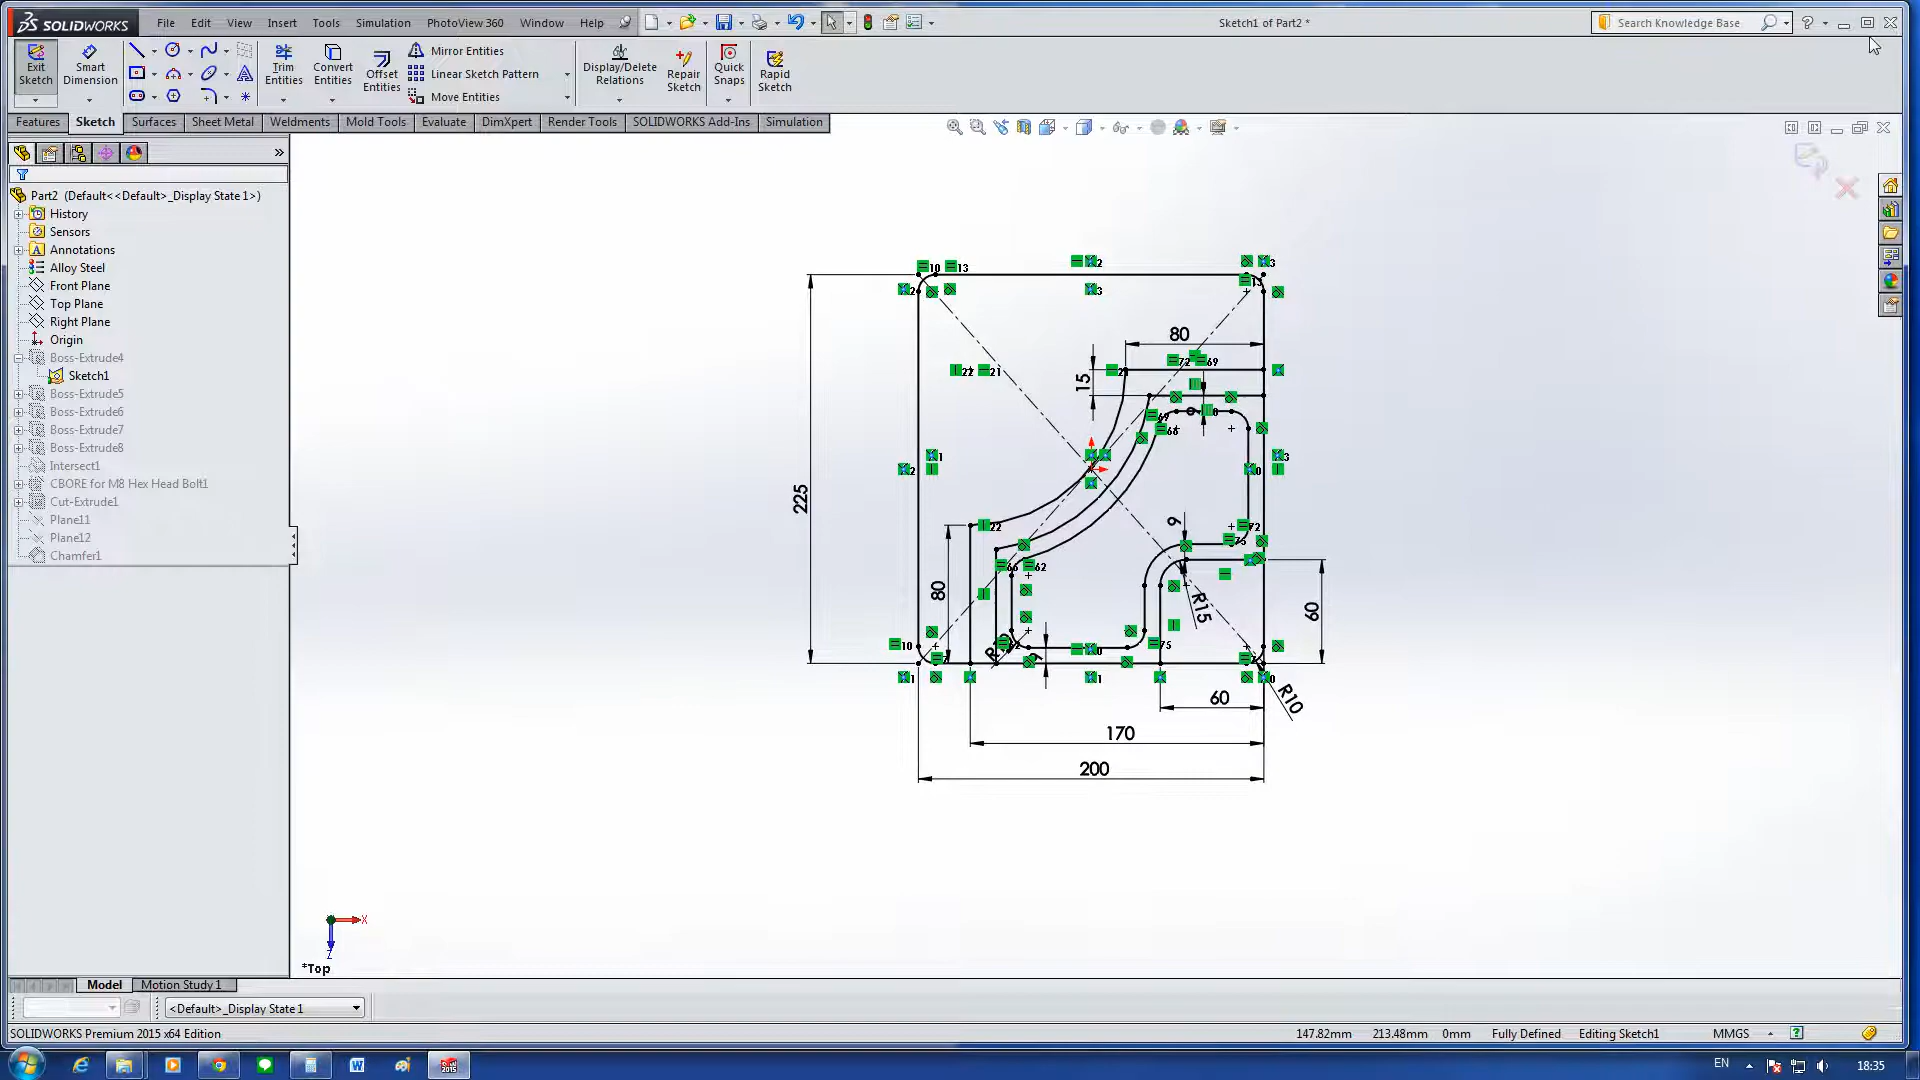 SOLIDWORKS
File Edit View Insert Tools Simulation PhotoView 360 Window Help
Sketch1 of Part2 *
Search Knowledge Base
Exit Sketch
Smart Dimension
Trim Entities
Convert Entities
Offset Entities
Mirror Entities
Linear Sketch Pattern
Move Entities
Display/Delete Relations
Repair Sketch
Quick Snaps
Rapid Sketch
Features Sketch Surfaces Sheet Metal Weldments Mold Tools Evaluate DimXpert Render Tools SOLIDWORKS Add-Ins Simulation
Part2 (Default<<Default>_Display State 1>)
History
Sensors
Annotations
Alloy Steel
Front Plane
Top Plane
Right Plane
Origin
Boss-Extrude4
Sketch1
Boss-Extrude5
Boss-Extrude6
Boss-Extrude7
Boss-Extrude8
Intersect1
CBORE for M8 Hex Head Bolt1
Cut-Extrude1
Plane11
Plane12
Chamfer1
80
15
225
9
80
60
R15
9
60
R10
170
200
X
Z
*Top
Model Motion Study 1
<Default>_Display State 1
SOLIDWORKS Premium 2015 x64 Edition
147.82mm 213.48mm 0mm Fully Defined Editing Sketch1 MMGS
EN 18:35